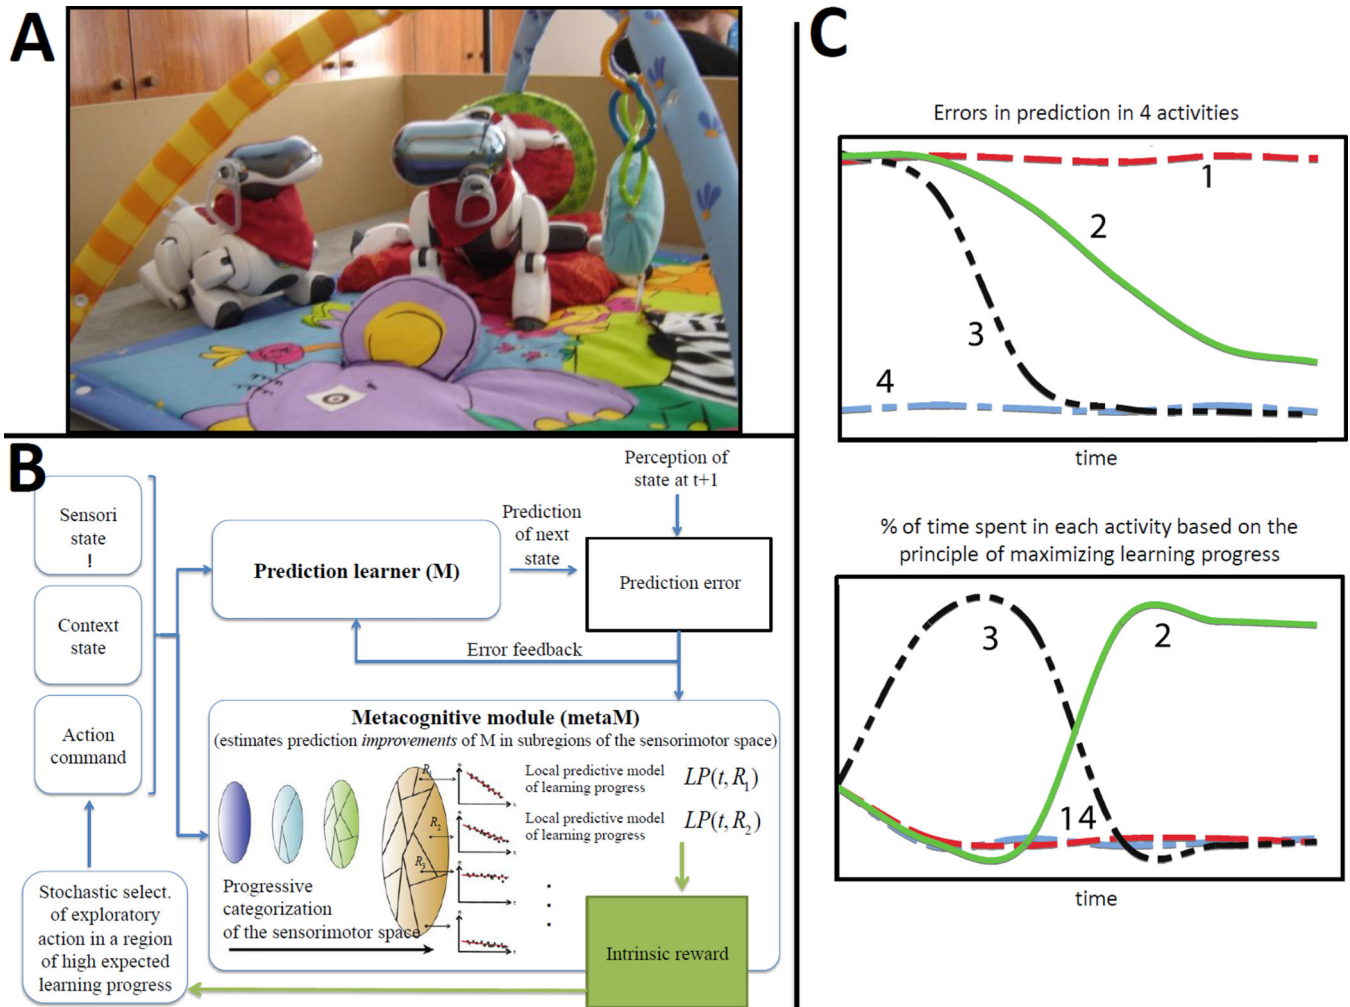 A
B
Sensori
state
!
Context
state
Action
command
Stochastic select.
of exploratory
action in a region
of high expected
learning progress
Prediction learner (M)
Prediction
of next
state
Perception of
state at t+1
Prediction error
Error feedback
Metacognitive module (metaM)
(estimates prediction improvements of M in subregions of the sensorimotor space)
R1
R2
R3
Local predictive model
of learning progress
LP(t, R1)
Local predictive model
of learning progress
LP(t, R2)
Progressive
categorization
of the sensorimotor space
Intrinsic reward
C
Errors in prediction in 4 activities
1
2
3
4
time
% of time spent in each activity based on the
principle of maximizing learning progress
3
2
14
time